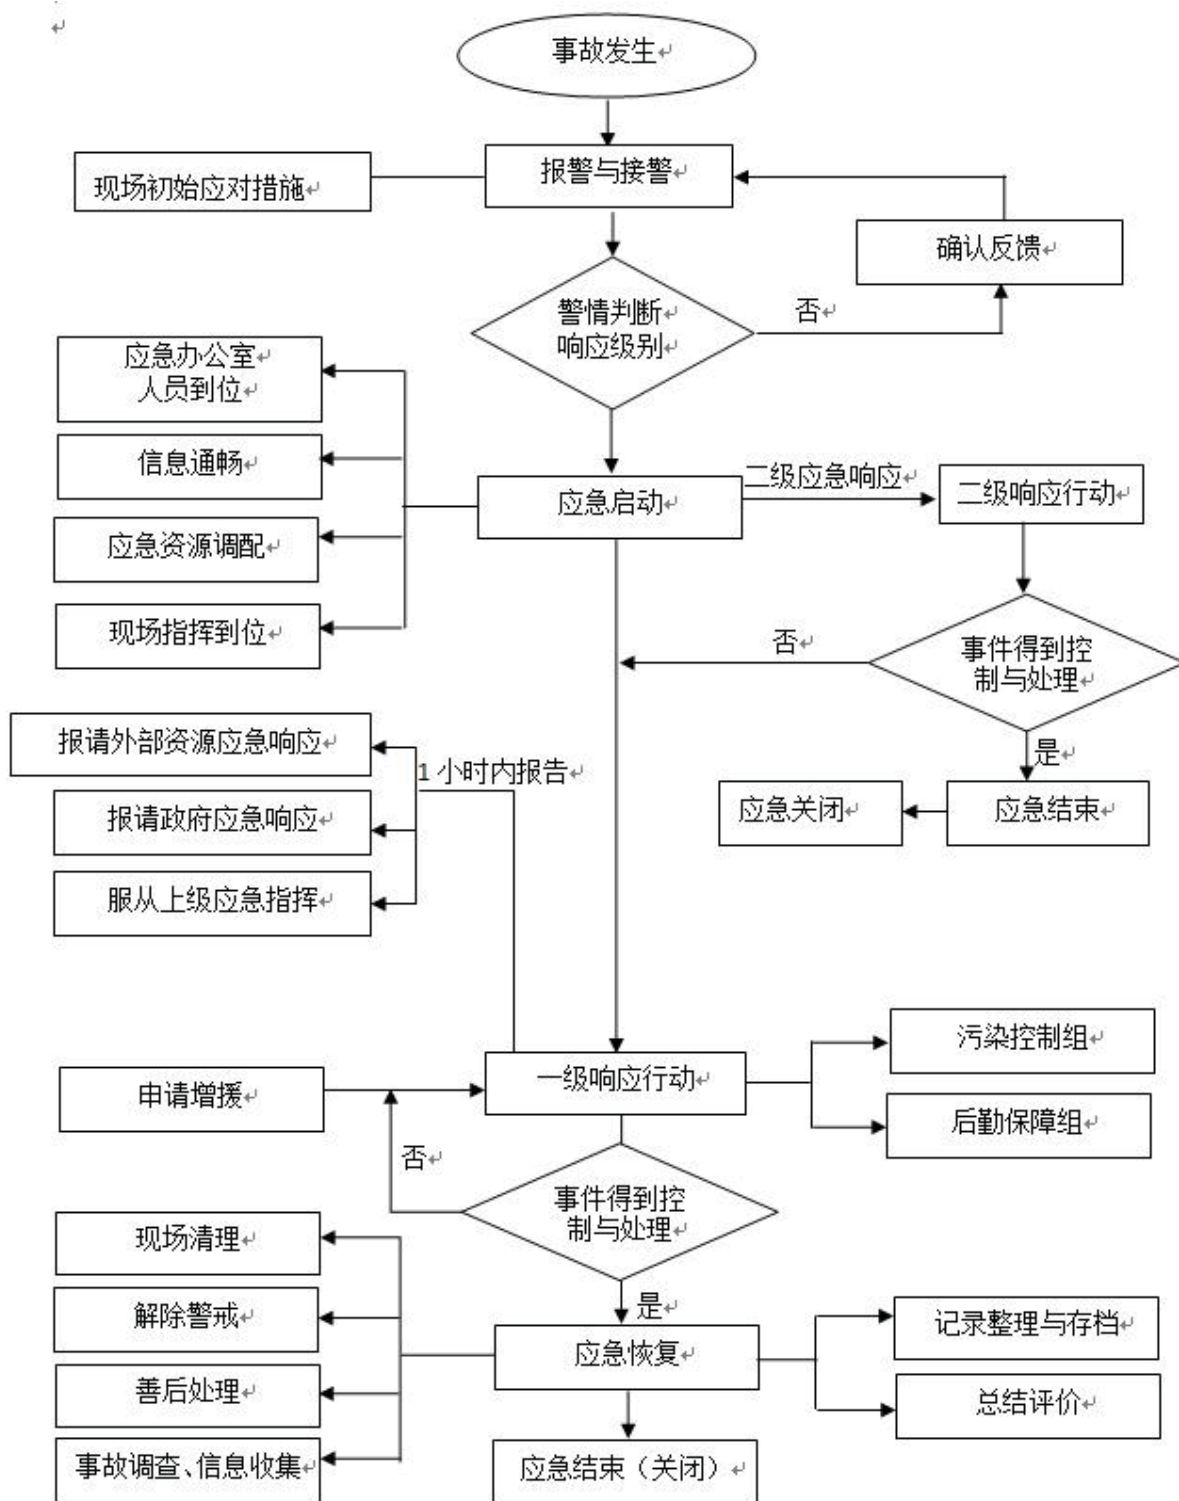 事故发生
报警与接警
现场初始应对措施
确认反馈
警情判断
响应级别
否
应急办公室
人员到位
信息通畅
应急资源调配
现场指挥到位
应急启动
二级应急响应
二级响应行动
否
事件得到控
制与处理
是
应急关闭
应急结束
报请外部资源应急响应
1 小时内报告
报请政府应急响应
服从上级应急指挥
污染控制组
一级响应行动
申请增援
后勤保障组
否
事件得到控
制与处理
现场清理
是
解除警戒
应急恢复
记录整理与存档
善后处理
总结评价
事故调查、信息收集
应急结束（关闭）